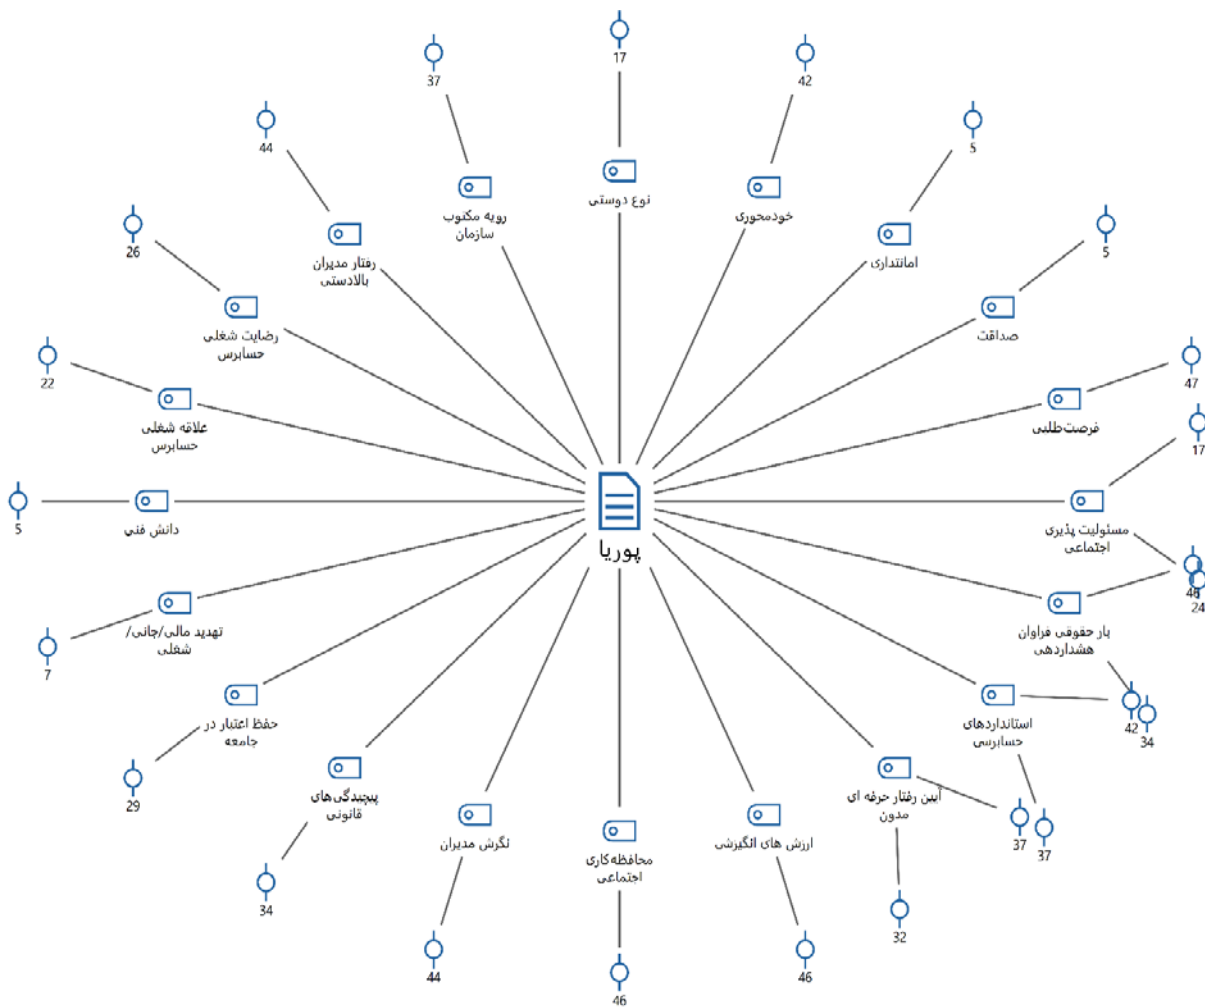 17
37
42
44
5
نوع دوستی
رویه مکتوب
سازمان
خودمحوری
26
رفتار مدیران
بالادستی
امانتداری
5
رضایت شغلی
حسابرس
صداقت
22
47
علاقه شغلی
حسابرس
فرصت‌طلبی
17
5
دانش فني
پوریا
مسئولیت پذیری
اجتماعی
46
24
تهدید مالی/جانی/
شغلی
بار حقوقی فراوان
هشداردهی
7
حفظ اعتبار در
جامعه
استانداردهای
حسابرسی
42
34
29
پیچیدگی‌های
قانونی
آیین رفتار حرفه ای
مدون
37
37
نگرش مدیران
محافظه‌کاری
اجتماعی
ارزش های انگیزشی
34
32
44
46
46